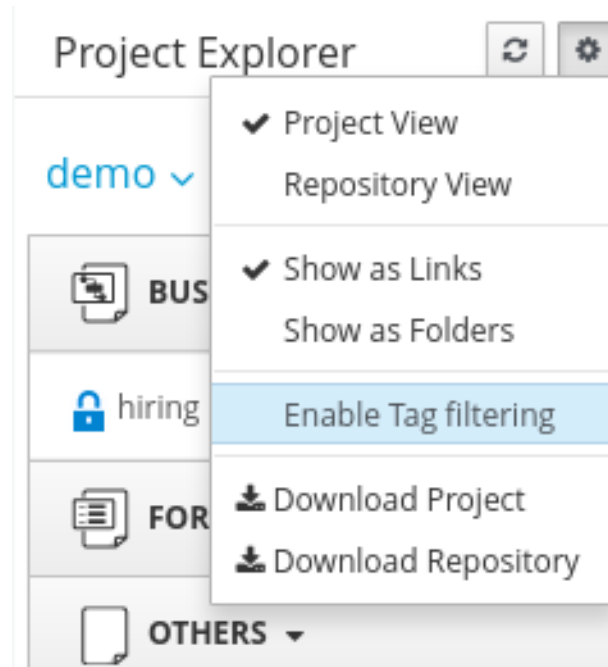 Project Explorer
demo
Project View
Repository View
Show as Links
BUS
Show as Folders
hiring
Enable Tag filtering
Download Project
FOR
Download Repository
OTHERS